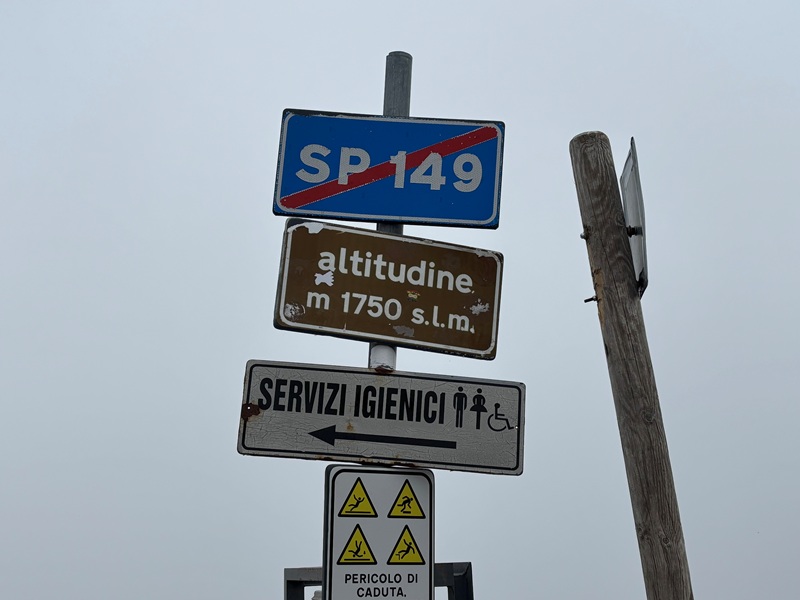 SP 149
altitudine
m 1750 s.l.m.
SERVIZI IGIENICI
PERICOLO DI
CADUTA.